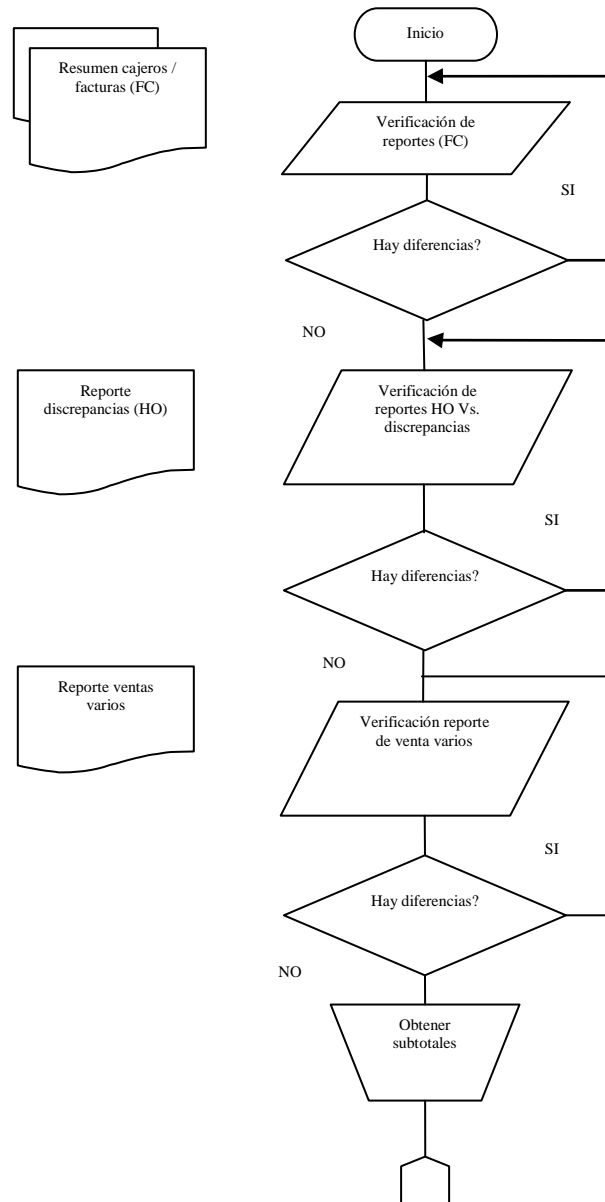 Inicio
Resumen cajeros /
facturas (FC)
Verificación de
reportes (FC)
SI
Hay diferencias?
NO
Reporte
discrepancias (HO)
Verificación de
reportes HO Vs.
discrepancias
SI
Hay diferencias?
NO
Reporte ventas
varios
Verificación reporte
de venta varios
SI
Hay diferencias?
NO
Obtener
subtotales